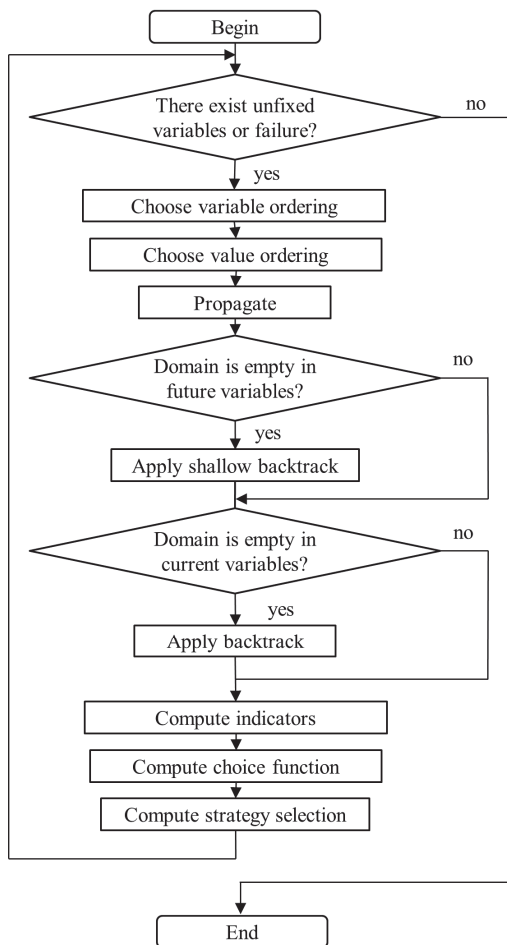 Begin
There exist unfixed
variables or failure?
no
yes
Choose variable ordering
Choose value ordering
Propagate
Domain is empty in
future variables?
no
yes
Apply shallow backtrack
Domain is empty in
current variables?
no
yes
Apply backtrack
Compute indicators
Compute choice function
Compute strategy selection
End